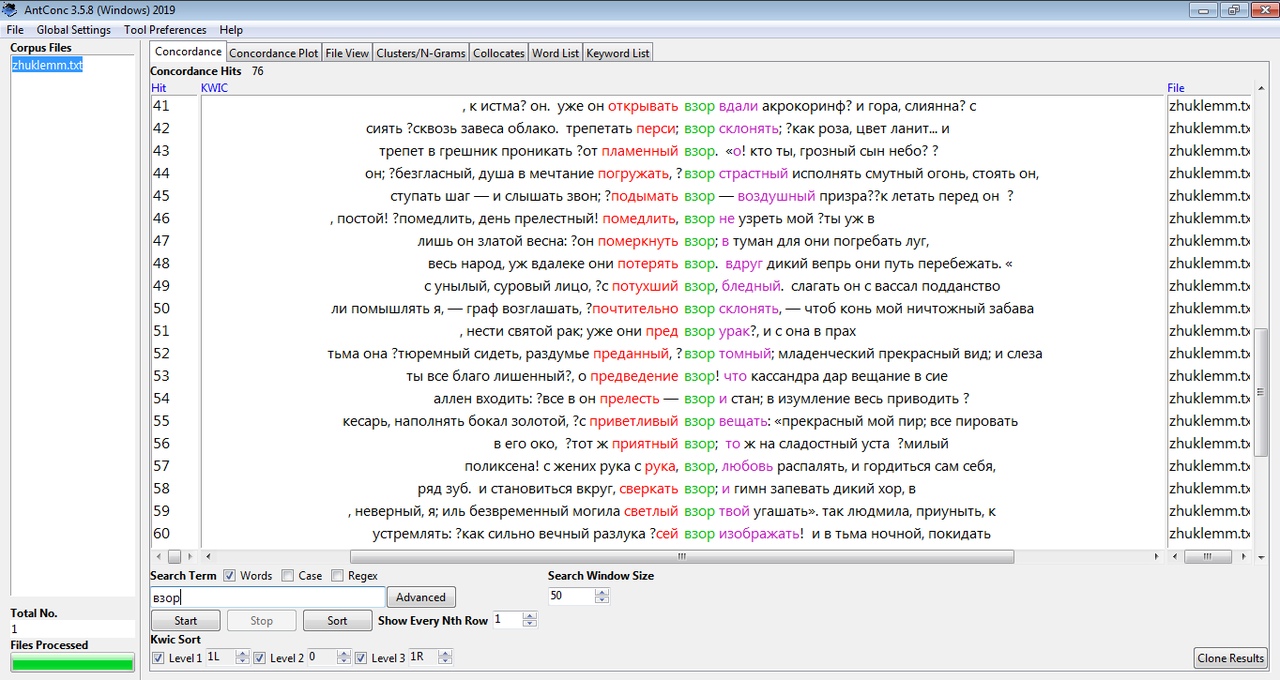 AntConc 3.5.8 (Windows) 2019
File Global Settings Tool Preferences Help
Corpus Files
zhuklemm.txt
Concordance Concordance Plot File View Clusters/N-Grams Collocates Word List Keyword List
Concordance Hits 76
Hit KWIC File
41 , к истма? он. уже он открывать взор вдали акрокоринф? и гора, слиянна? с zhuklemm.tx
42 сиять ?сквозь завеса облако. трепетать перси; взор склонять; ?как роза, цвет ланит... и zhuklemm.tx
43 трепет в грешник проникать ?от пламенный взор. «о! кто ты, грозный сын небо? ? zhuklemm.tx
44 он; ?безгласный, душа в мечтание погружать, ? взор страстный исполнять смутный огонь, стоять он, zhuklemm.tx
45 ступать шаг — и слышать звон; ?подымать взор — воздушный призра??к летать перед он ? zhuklemm.tx
46 , постой! ?помедлить, день прелестный! помедлить, взор не узреть мой ?ты уж в zhuklemm.tx
47 лишь он златой весна: ?он померкнуть взор; в туман для они погребать луг, zhuklemm.tx
48 весь народ, уж вдалеке они потерять взор. вдруг дикий вепрь они путь перебежать. « zhuklemm.tx
49 с унылый, суровый лицо, ?с потухший взор, бледный. слагать он с вассал подданство zhuklemm.tx
50 ли помышлять я, — граф возглашать, ?почтительно взор склонять, — чтоб конь мой ничтожный забава zhuklemm.tx
51 , нести святой рак; уже они пред взор урак?, и с она в прах zhuklemm.tx
52 тьма она ?тюремный сидеть, раздумье преданный, ? взор томный; младенческий прекрасный вид; и слеза zhuklemm.tx
53 ты все благо лишенный?, о предведение взор! что кассандра дар вещание в сие zhuklemm.tx
54 аллен входить: ?все в он прелесть — взор и стан; в изумление весь приводить ? zhuklemm.tx
55 кесарь, наполнять бокал золотой, ?с приветливый взор вещать: «прекрасный мой пир; все пировать zhuklemm.tx
56 в его око, ?тот ж приятный взор; то ж на сладостный уста ?милый zhuklemm.tx
57 поликсена! с жених рука с рука, взор, любовь распалять, и гордиться сам себя, zhuklemm.tx
58 ряд зуб. и становиться вкруг, сверкать взор; и гимн запевать дикий хор, в zhuklemm.tx
59 , неверный, я; иль безвременный могила светлый взор твой угашать». так людмила, приуныть, к zhuklemm.tx
60 устремлять: ?как сильно вечный разлука ?сей взор изображать! и в тьма ночной, покидать zhuklemm.tx
Search Term Words Case Regex Search Window Size
взор Advanced 50
Start Stop Sort Show Every Nth Row 1
Kwic Sort
Level 1 1L Level 2 0 Level 3 1R Clone Results
Total No.
1
Files Processed